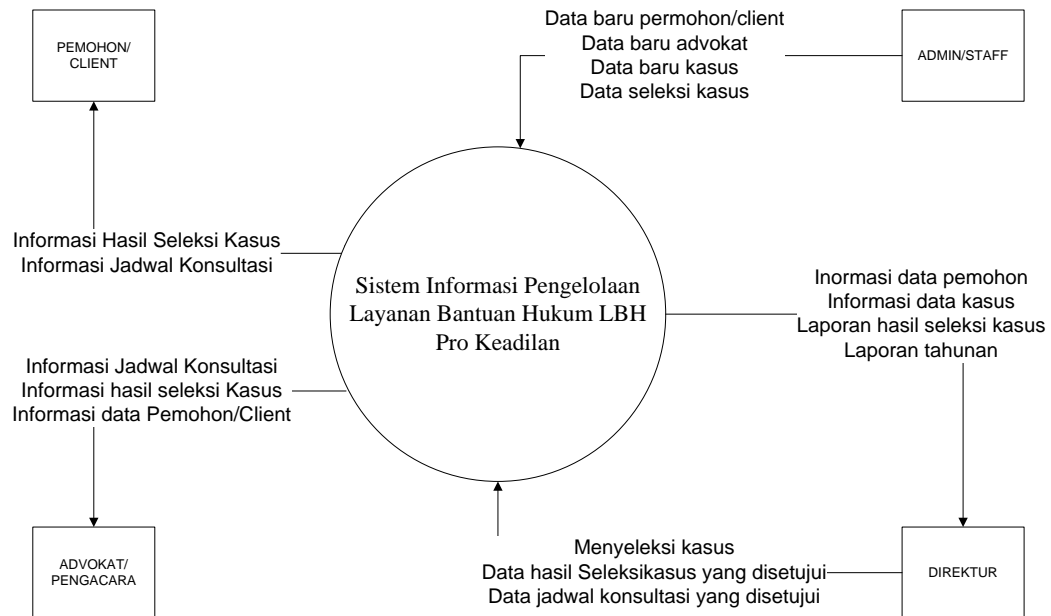 PEMOHON/
CLIENT
Data baru permohon/client
Data baru advokat
Data baru kasus
Data seleksi kasus
ADMIN/STAFF
Informasi Hasil Seleksi Kasus
Informasi Jadwal Konsultasi
Sistem Informasi Pengelolaan
Layanan Bantuan Hukum LBH
Pro Keadilan
Inormasi data pemohon
Informasi data kasus
Laporan hasil seleksi kasus
Laporan tahunan
Informasi Jadwal Konsultasi
Informasi hasil seleksi Kasus
Informasi data Pemohon/Client
ADVOKAT/
PENGACARA
Menyeleksi kasus
Data hasil Seleksikasus yang disetujui
Data jadwal konsultasi yang disetujui
DIREKTUR